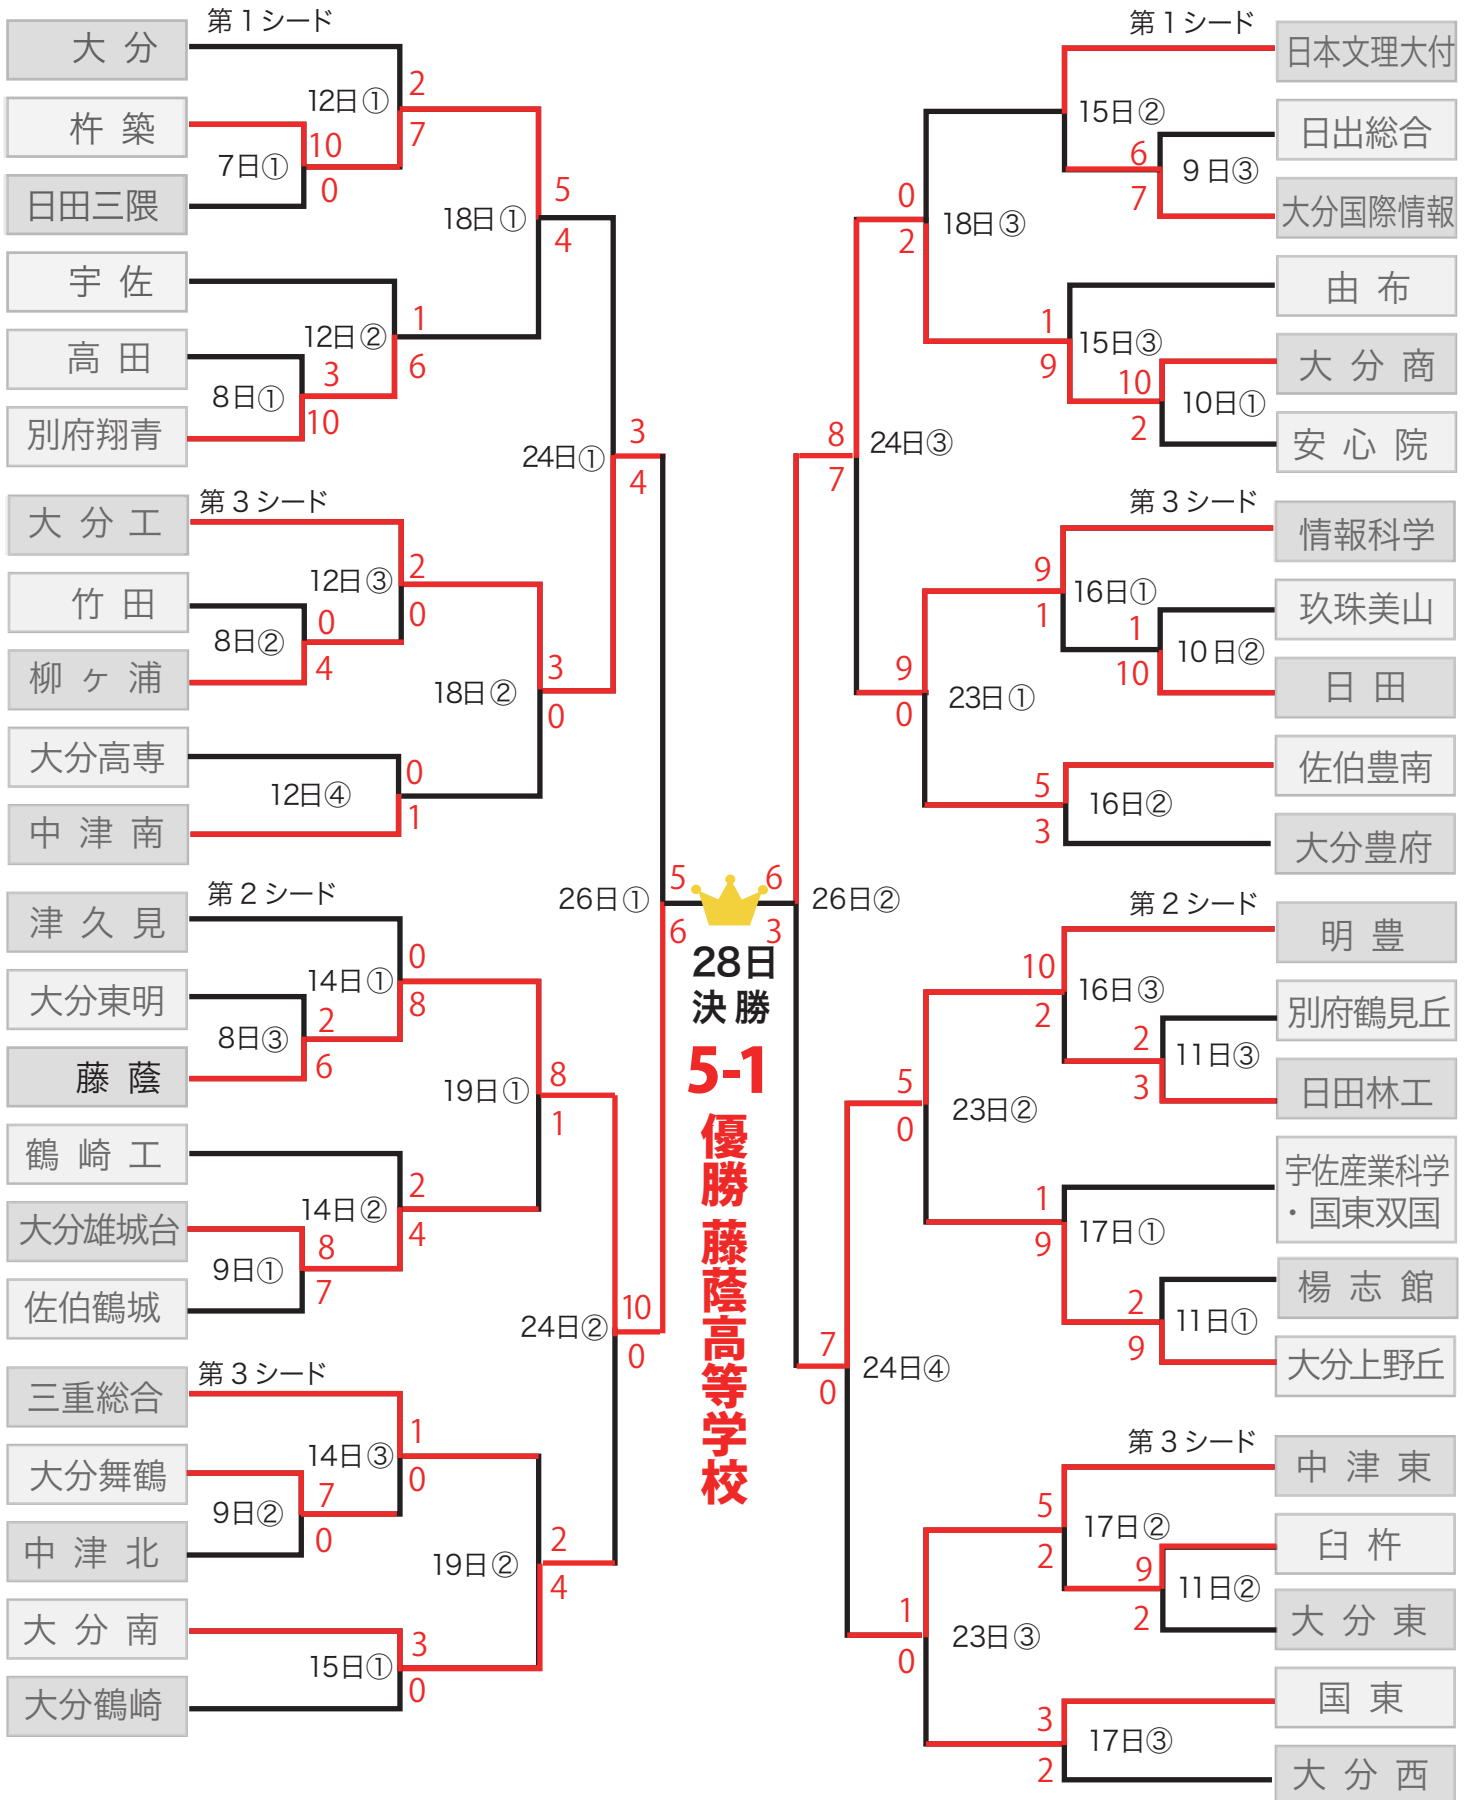 第1シード
大分
12日①
2
7
杵築
7日①
10
0
日田三隈
18日①
5
4
宇佐
12日②
1
6
高田
8日①
3
10
別府翔青
24日①
3
4
第3シード
大分工
12日③
2
0
竹田
8日②
0
4
柳ヶ浦
18日②
3
0
大分高専
12日④
0
1
中津南
26日①
5
6
第2シード
津久見
14日①
0
8
大分東明
8日③
2
6
藤蔭
19日①
8
1
鶴崎工
14日②
2
4
大分雄城台
9日①
8
7
佐伯鶴城
24日②
10
0
第3シード
三重総合
14日③
1
0
大分舞鶴
9日②
7
0
中津北
19日②
2
4
大分南
15日①
3
0
大分鶴崎
28日
決勝
5-1
優勝 藤蔭高等学校
第1シード
日本文理大付
15日②
日出総合
9日③
6
7
大分国際情報
18日③
0
2
由布
15日③
1
9
大分商
10日①
10
2
安心院
24日③
8
7
第3シード
情報科学
16日①
9
1
玖珠美山
10日②
1
10
日田
23日①
9
0
佐伯豊南
16日②
5
3
大分豊府
26日②
6
3
第2シード
明豊
16日③
10
2
別府鶴見丘
11日③
2
3
日田林工
23日②
5
0
宇佐産業科学
・国東双国
17日①
1
9
楊志館
11日①
2
9
大分上野丘
24日④
7
0
第3シード
中津東
17日②
5
2
臼杵
11日②
9
2
大分東
23日③
1
0
国東
17日③
3
2
大分西